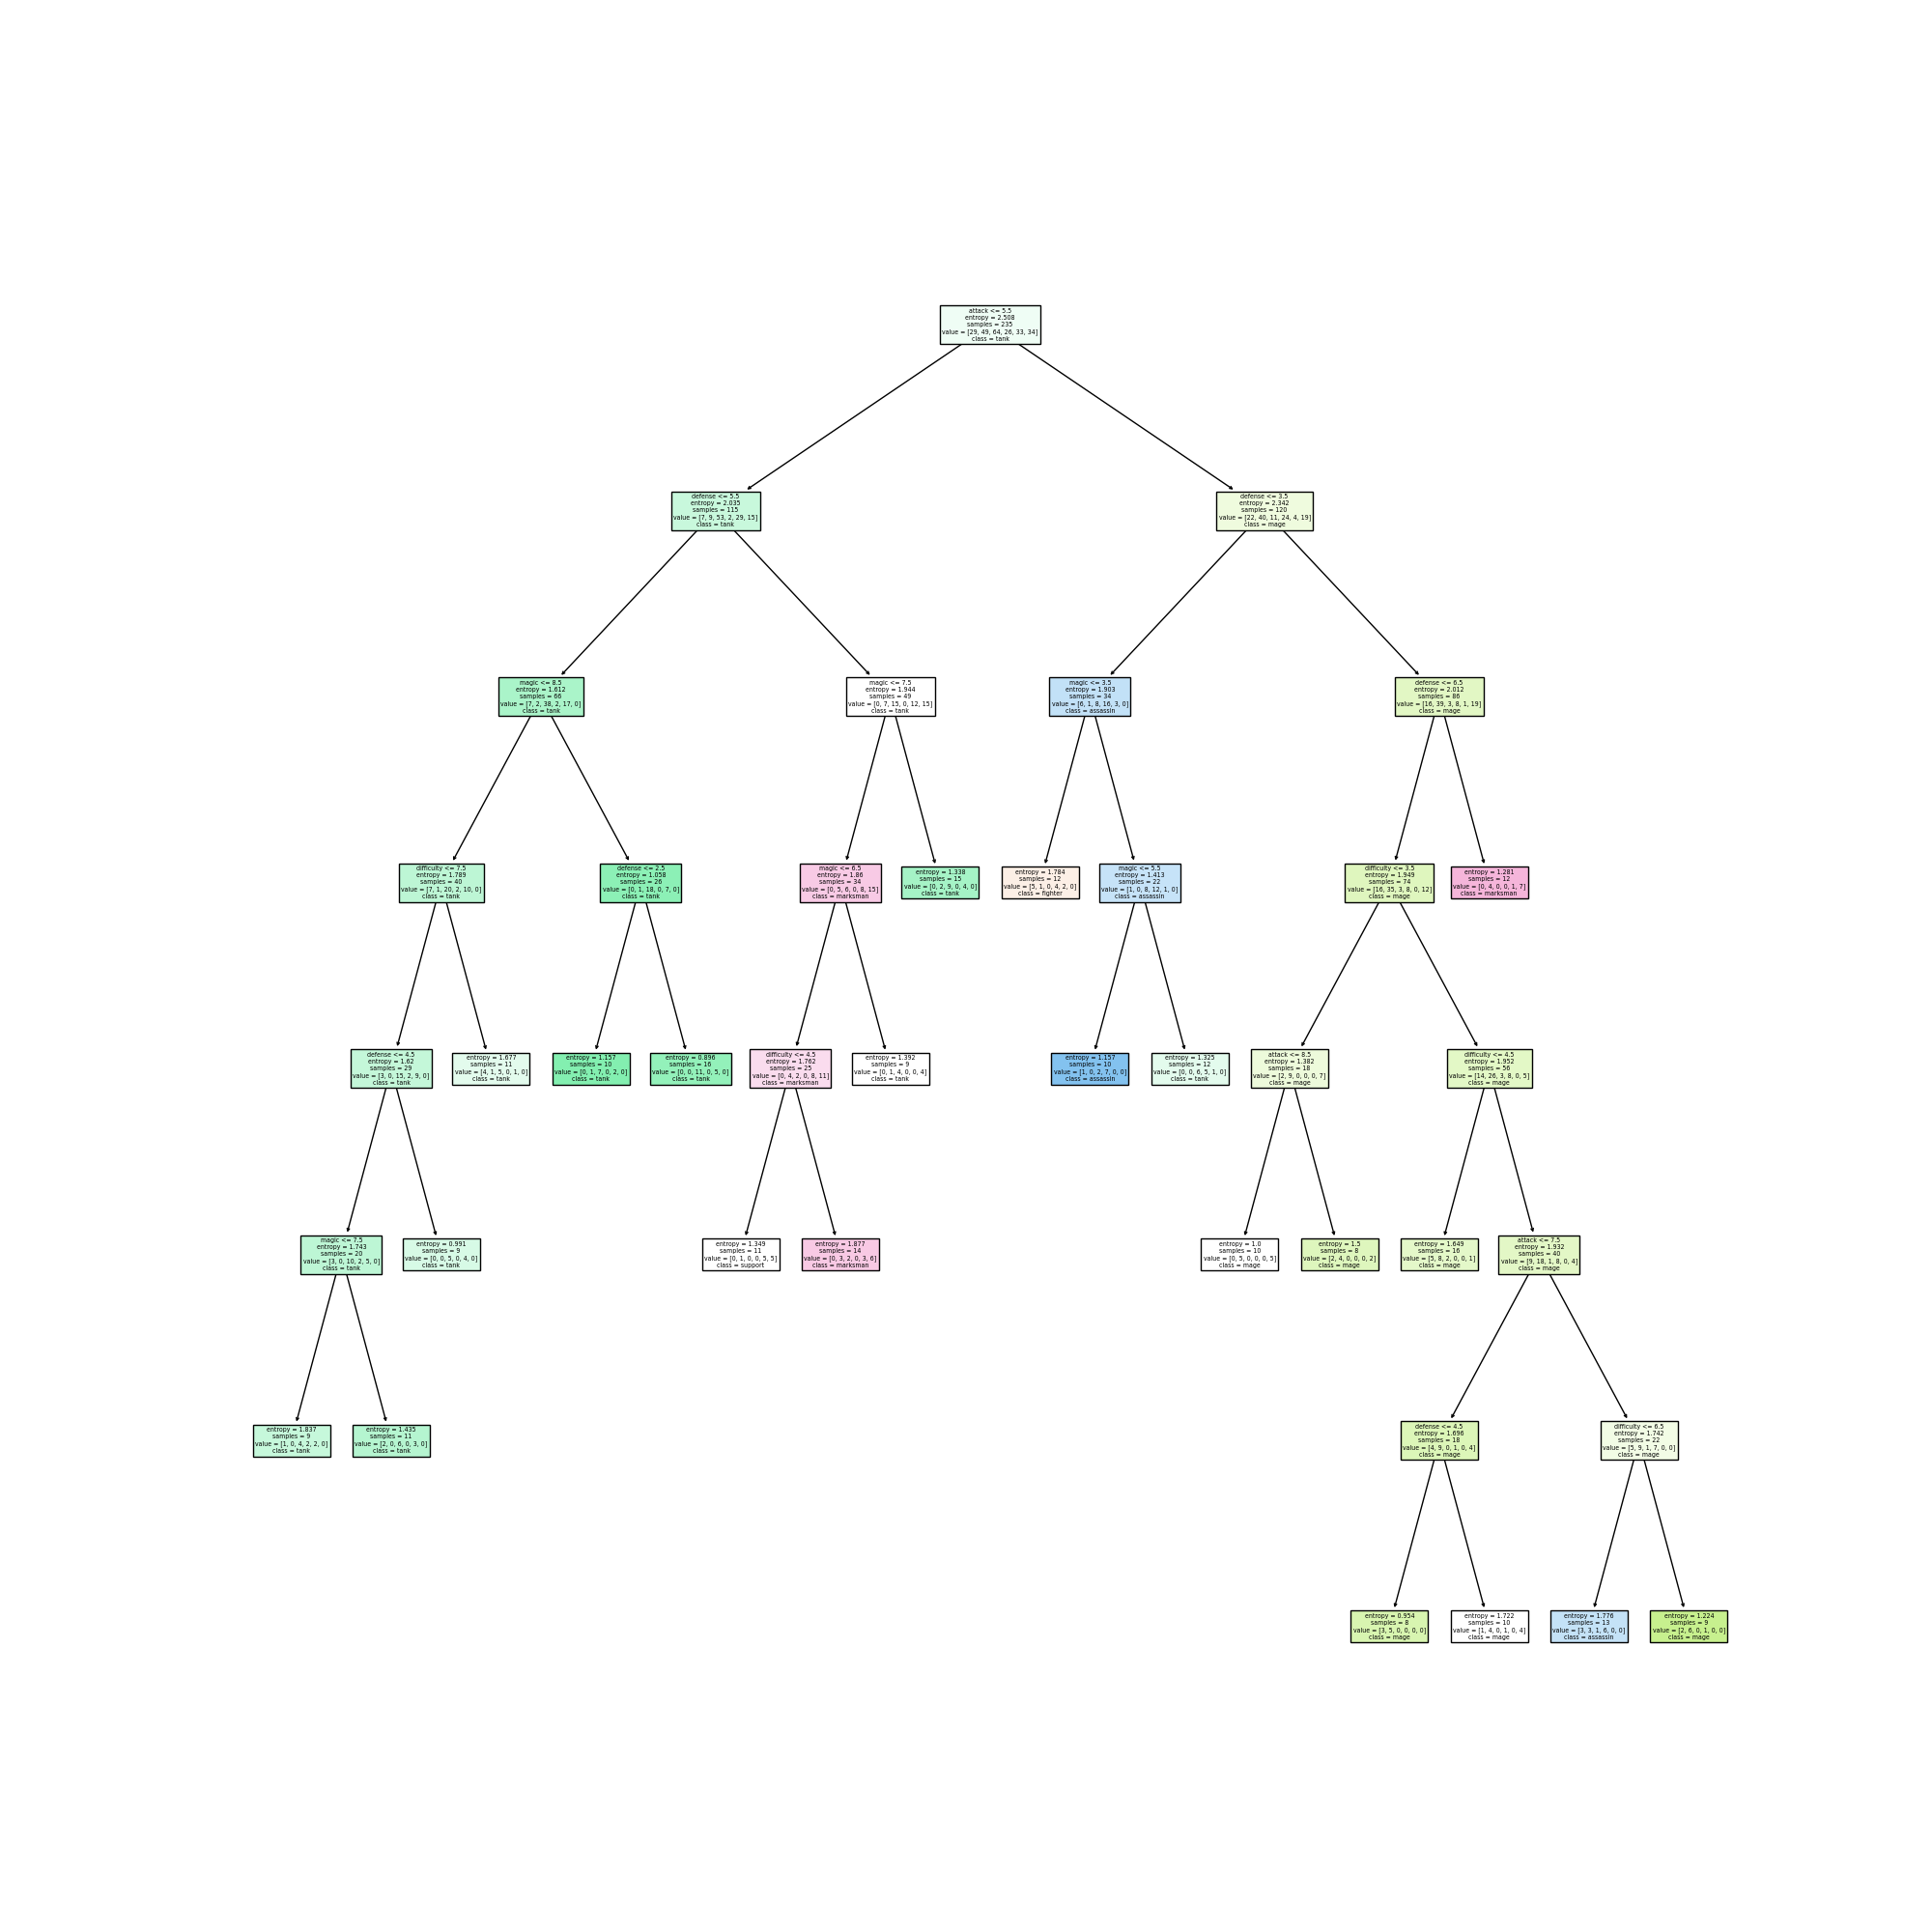 attack <= 5.5
entropy = 2.508
samples = 235
value = [29, 49, 64, 26, 33, 34]
class = tank
defense <= 5.5
entropy = 2.035
samples = 115
value = [7, 9, 53, 2, 29, 15]
class = tank
defense <= 3.5
entropy = 2.342
samples = 120
value = [22, 40, 11, 24, 4, 19]
class = mage
magic <= 8.5
entropy = 1.612
samples = 66
value = [7, 2, 38, 2, 17, 0]
class = tank
magic <= 7.5
entropy = 1.944
samples = 49
value = [0, 7, 15, 0, 12, 15]
class = tank
magic <= 3.5
entropy = 1.903
samples = 34
value = [6, 1, 8, 16, 3, 0]
class = assassin
defense <= 6.5
entropy = 2.012
samples = 86
value = [16, 39, 3, 8, 1, 19]
class = mage
difficulty <= 7.5
entropy = 1.789
samples = 40
value = [7, 1, 20, 2, 10, 0]
class = tank
defense <= 2.5
entropy = 1.058
samples = 26
value = [0, 1, 18, 0, 7, 0]
class = tank
magic <= 6.5
entropy = 1.86
samples = 34
value = [0, 5, 6, 0, 8, 15]
class = marksman
entropy = 1.338
samples = 15
value = [0, 2, 9, 0, 4, 0]
class = tank
entropy = 1.784
samples = 12
value = [5, 1, 0, 4, 2, 0]
class = fighter
magic <= 5.5
entropy = 1.413
samples = 22
value = [1, 0, 8, 12, 1, 0]
class = assassin
difficulty <= 3.5
entropy = 1.949
samples = 74
value = [16, 35, 3, 8, 0, 12]
class = mage
entropy = 1.281
samples = 12
value = [0, 4, 0, 0, 1, 7]
class = marksman
defense <= 4.5
entropy = 1.62
samples = 29
value = [3, 0, 15, 2, 9, 0]
class = tank
entropy = 1.677
samples = 11
value = [4, 1, 5, 0, 1, 0]
class = tank
entropy = 1.157
samples = 10
value = [0, 1, 7, 0, 2, 0]
class = tank
entropy = 0.896
samples = 16
value = [0, 0, 11, 0, 5, 0]
class = tank
difficulty <= 4.5
entropy = 1.762
samples = 25
value = [0, 4, 2, 0, 8, 11]
class = marksman
entropy = 1.392
samples = 9
value = [0, 1, 4, 0, 0, 4]
class = tank
entropy = 1.157
samples = 10
value = [1, 0, 2, 7, 0, 0]
class = assassin
entropy = 1.325
samples = 12
value = [0, 0, 6, 5, 1, 0]
class = tank
attack <= 8.5
entropy = 1.382
samples = 18
value = [2, 9, 0, 0, 0, 7]
class = mage
difficulty <= 4.5
entropy = 1.952
samples = 56
value = [14, 26, 3, 8, 0, 5]
class = mage
magic <= 7.5
entropy = 1.743
samples = 20
value = [3, 0, 10, 2, 5, 0]
class = tank
entropy = 0.991
samples = 9
value = [0, 0, 5, 0, 4, 0]
class = tank
entropy = 1.349
samples = 11
value = [0, 1, 0, 0, 5, 5]
class = support
entropy = 1.877
samples = 14
value = [0, 3, 2, 0, 3, 6]
class = marksman
entropy = 1.0
samples = 10
value = [0, 5, 0, 0, 0, 5]
class = mage
entropy = 1.5
samples = 8
value = [2, 4, 0, 0, 0, 2]
class = mage
entropy = 1.649
samples = 16
value = [5, 8, 2, 0, 0, 1]
class = mage
attack <= 7.5
entropy = 1.932
samples = 40
value = [9, 18, 1, 8, 0, 4]
class = mage
entropy = 1.837
samples = 9
value = [1, 0, 4, 2, 2, 0]
class = tank
entropy = 1.435
samples = 11
value = [2, 0, 6, 0, 3, 0]
class = tank
defense <= 4.5
entropy = 1.696
samples = 18
value = [4, 9, 0, 1, 0, 4]
class = mage
difficulty <= 6.5
entropy = 1.742
samples = 22
value = [5, 9, 1, 7, 0, 0]
class = mage
entropy = 0.954
samples = 8
value = [3, 5, 0, 0, 0, 0]
class = mage
entropy = 1.722
samples = 10
value = [1, 4, 0, 1, 0, 4]
class = mage
entropy = 1.776
samples = 13
value = [3, 3, 1, 6, 0, 0]
class = assassin
entropy = 1.224
samples = 9
value = [2, 6, 0, 1, 0, 0]
class = mage